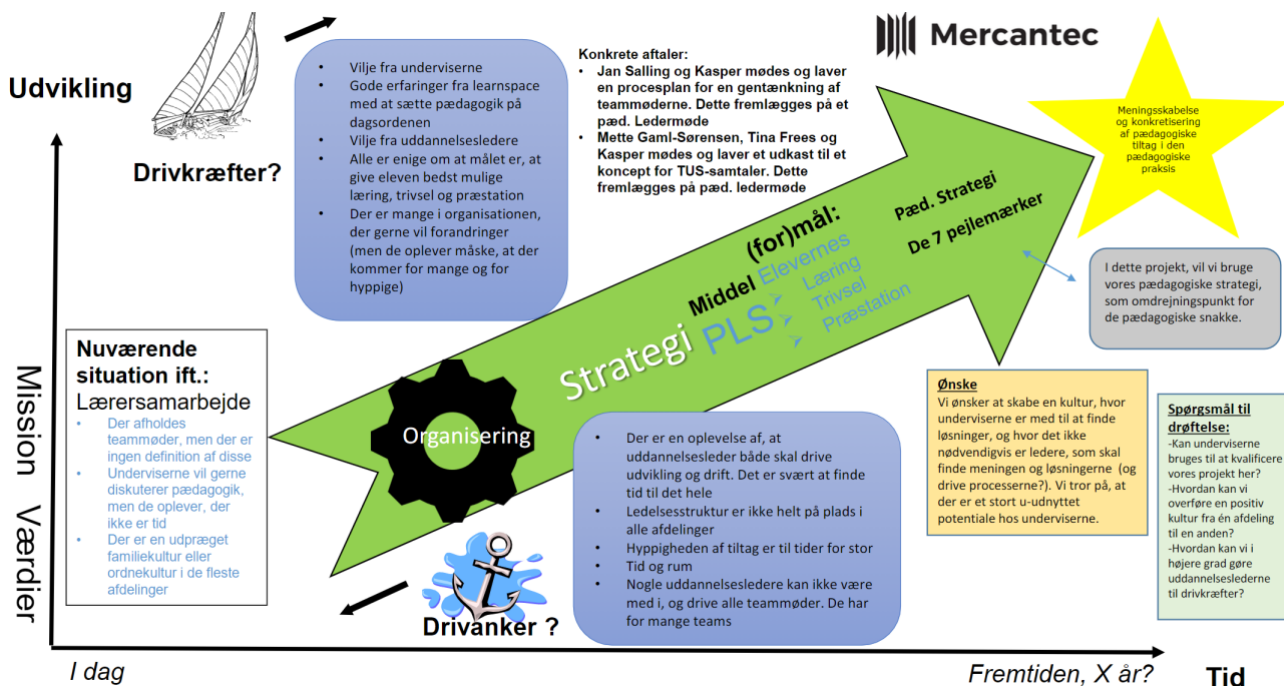 Udvikling
Drivkræfter?
• Vilje fra underviserne
• Gode erfaringer fra learnspace
med at sætte pædagogik på
dagsordenen
• Vilje fra uddannelsesledere
• Alle er enige om at målet er, at
give eleven bedst mulige
læring, trivsel og præstation
• Der er mange i organisationen,
der gerne vil forandringer
(men de oplever måske, at der
kommer for mange og for
hyppige)
Konkrete aftaler:
• Jan Salling og Kasper mødes og laver
en procesplan for en gentænkning af
teammøderne. Dette fremlægges på et
pæd. Ledermøde
• Mette Gaml-Sørensen, Tina Frees og
Kasper mødes og laver et udkast til et
koncept for TUS-samtaler. Dette
fremlægges på pæd. ledermøde
Mercantec
Meningsskabelse
og konkretisering
af pædagogiske
tiltag i den
pædagogiske
praksis
Pæd. Strategi
De 7 pejlemærker
(for)mål:
Elevernes
Læring
Trivsel
Præstation
Middel
PLS
Strategi
Organisering
I dette projekt, vil vi bruge
vores pædagogiske strategi,
som omdrejningspunkt for
de pædagogiske snakke.
Mission Værdier
Nuværende
situation ift.:
Lærersamarbejde
• Der afholdes
teammøder, men der er
ingen definition af disse
• Underviserne vil gerne
diskuterer pædagogik,
men de oplever, der
ikke er tid
• Der er en udpræget
familiekultur eller
ordnekultur i de fleste
afdelinger
Drivanker ?
• Der er en oplevelse af, at
uddannelsesleder både skal drive
udvikling og drift. Det er svært at finde
tid til det hele
• Ledelsesstruktur er ikke helt på plads i
alle afdelinger
• Hyppigheden af tiltag er til tider for stor
• Tid og rum
• Nogle uddannelsesledere kan ikke være
med i, og drive alle teammøder. De har
for mange teams
Ønske
Vi ønsker at skabe en kultur, hvor
underviserne er med til at finde
løsninger, og hvor det ikke
nødvendigvis er ledere, som skal
finde meningen og løsningerne (og
drive processerne?). Vi tror på, at
der er et stort u-udnyttet
potentiale hos underviserne.
Spørgsmål til
drøftelse:
-Kan underviserne
bruges til at kvalificere
vores projekt her?
-Hvordan kan vi
overføre en positiv
kultur fra én afdeling
til en anden?
-Hvordan kan vi i
højere grad gøre
uddannelseslederne
til drivkræfter?
I dag
Fremtiden, X år?
Tid